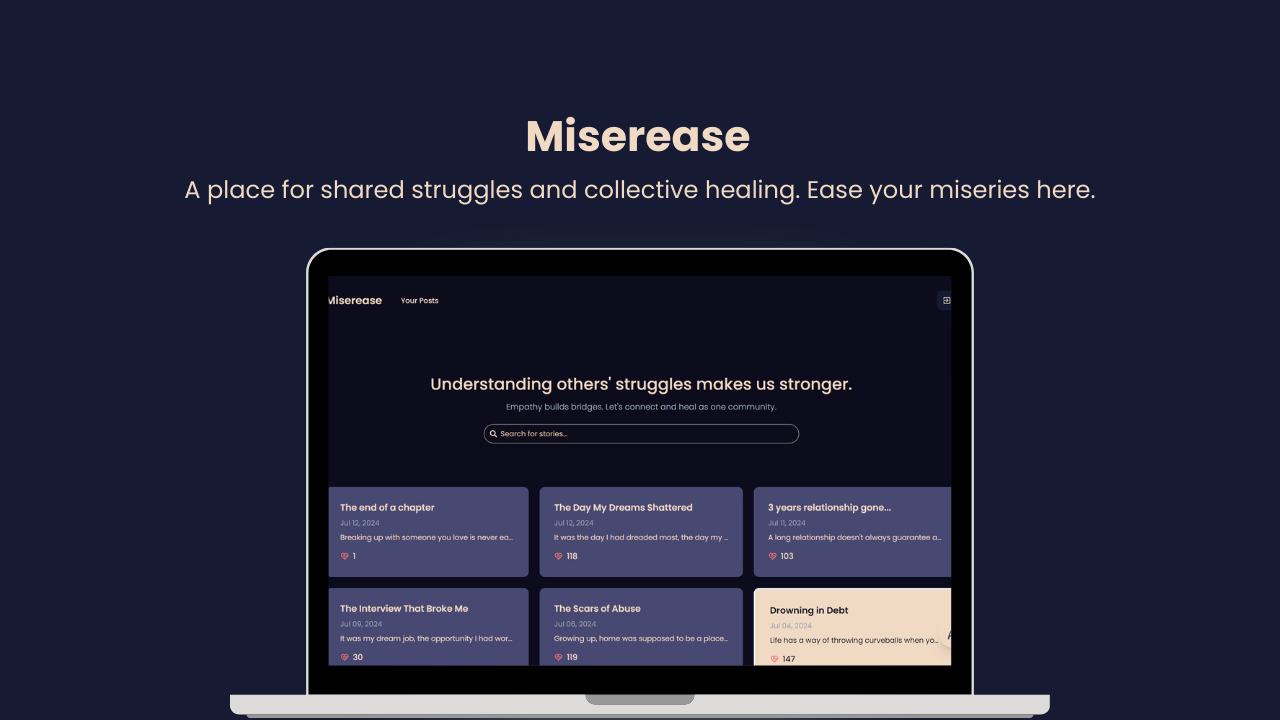 Miserease
A place for shared struggles and collective healing. Ease your miseries here.
Miserease Your Posts
Understanding others' struggles makes us stronger.
Empathy builds bridges. Let's connect and heal as one community.
Search for stories...
The end of a chapter
Jul 12, 2024
Breaking up with someone you love is never ea...
1
The Day My Dreams Shattered
Jul 12, 2024
It was the day I had dreaded most, the day my ...
118
3 years relationship gone...
Jul 11, 2024
A long relationship doesn't always guarantee a...
103
The Interview That Broke Me
Jul 09, 2024
It was my dream job, the opportunity I had wor...
30
The Scars of Abuse
Jul 06, 2024
Growing up, home was supposed to be a place...
119
Drowning in Debt
Jul 04, 2024
Life has a way of throwing curveballs when yo...
147